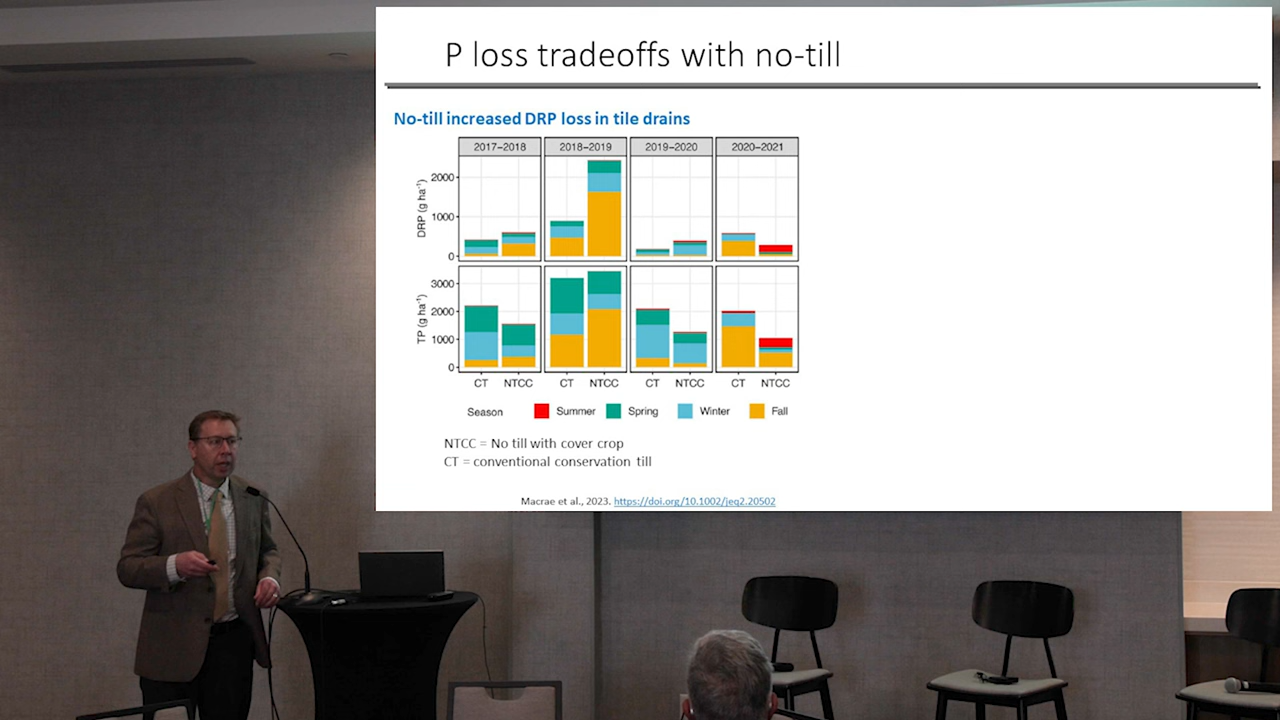 P loss tradeoffs with no-till
No-till increased DRP loss in tile drains
2017–2018 2018–2019 2019–2020 2020–2021
DRP (g ha⁻¹)
2000
1000
0
TP (g ha⁻¹)
3000
2000
1000
0
CT NTCC CT NTCC CT NTCC CT NTCC
Season Summer Spring Winter Fall
NTCC = No till with cover crop
CT = conventional conservation till
Macrae et al., 2023. https://doi.org/10.1002/jeq2.20502